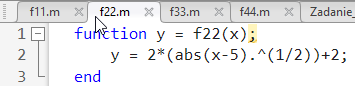 f11.m f22.m f33.m f44.m Zadanie_
1 function y = f22(x);
2 y = 2*(abs(x-5).^(1/2))+2;
3 end